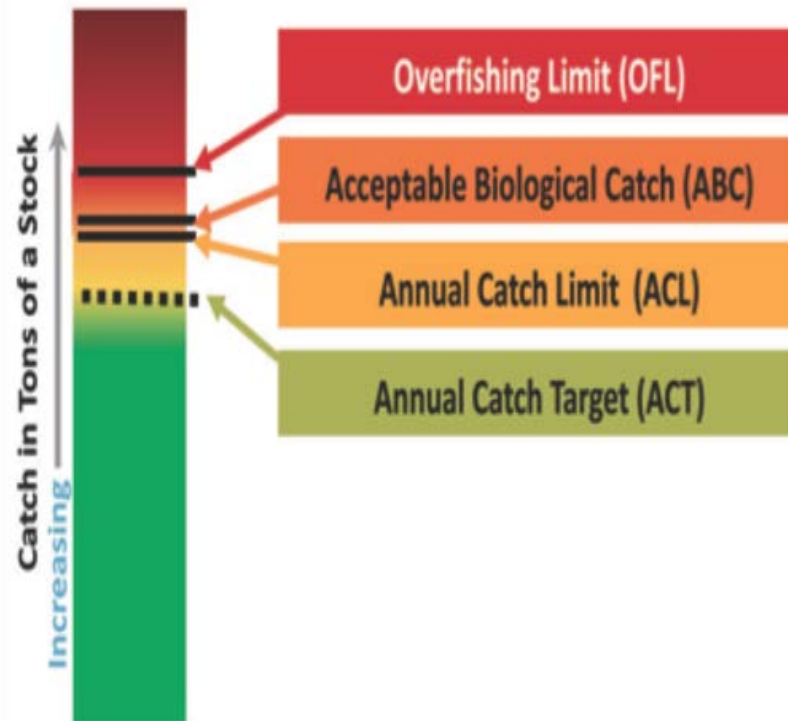 Overfishing Limit (OFL)
Acceptable Biological Catch (ABC)
Annual Catch Limit (ACL)
Annual Catch Target (ACT)
Catch in Tons of a Stock
Increasing